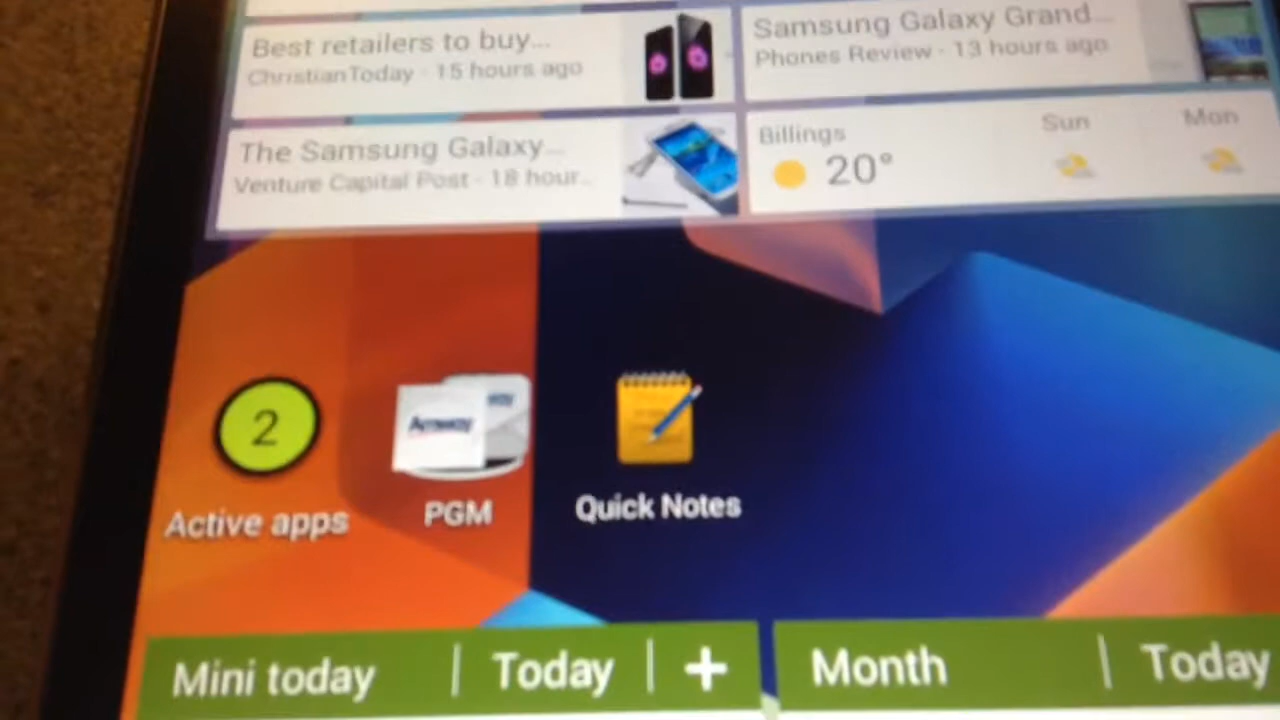 Best retailers to buy...
ChristianToday · 15 hours ago
Samsung Galaxy Grand...
Phones Review · 13 hours ago
The Samsung Galaxy...
Venture Capital Post · 18 hour..
Billings
20°
Sun
Mon
2
Active apps
Amway
way
PGM
Quick Notes
Mini today
Today
+
Month
Today